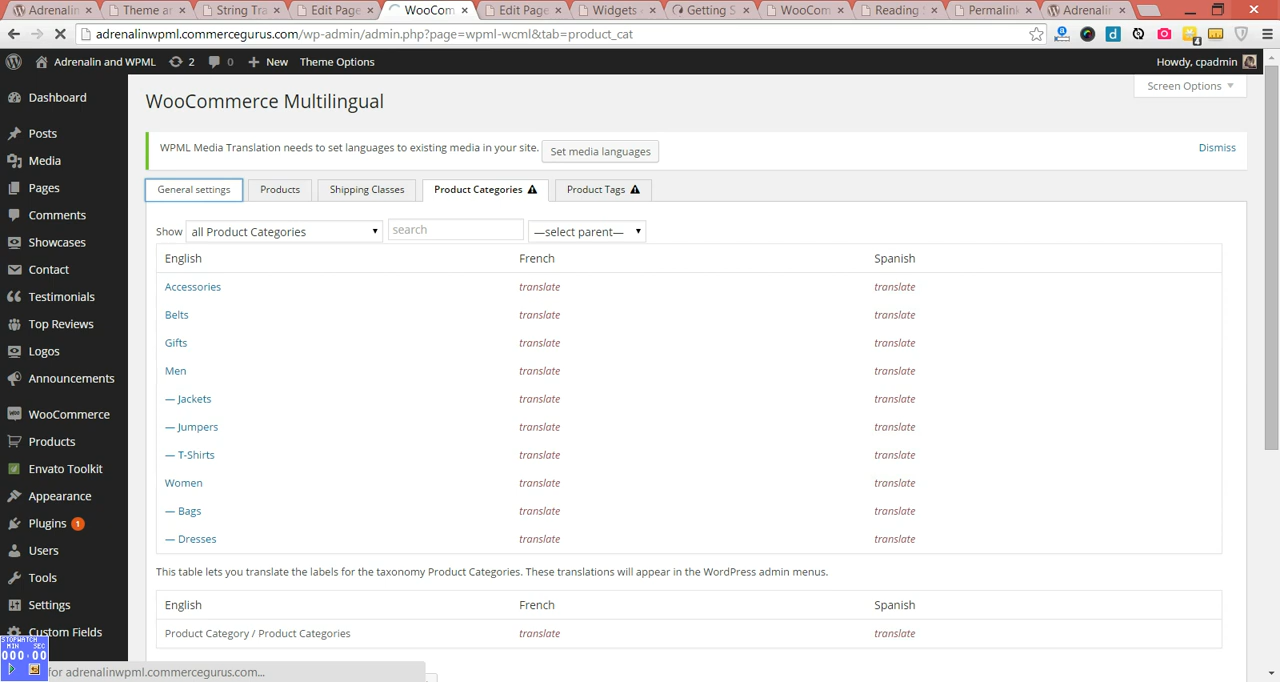 Adrenalin
Theme an
String Tra
Edit Page
WooCom
Edit Page
Widgets
Getting S
WooCom
Reading S
Permalink
Adrenalin
adrenalinwpml.commercegurus.com/wp-admin/admin.php?page=wpml-wcml&tab=product_cat
Adrenalin and WPML
2
0
New
Theme Options
Howdy, cpadmin
Dashboard
Posts
Media
Pages
Comments
Showcases
Contact
Testimonials
Top Reviews
Logos
Announcements
WooCommerce
Products
Envato Toolkit
Appearance
Plugins 1
Users
Tools
Settings
Custom Fields
Screen Options
WooCommerce Multilingual
WPML Media Translation needs to set languages to existing media in your site. Set media languages
Dismiss
General settings
Products
Shipping Classes
Product Categories
Product Tags
Show all Product Categories search —select parent—
English French Spanish
Accessories translate translate
Belts translate translate
Gifts translate translate
Men translate translate
— Jackets translate translate
— Jumpers translate translate
— T-Shirts translate translate
Women translate translate
— Bags translate translate
— Dresses translate translate
This table lets you translate the labels for the taxonomy Product Categories. These translations will appear in the WordPress admin menus.
English French Spanish
Product Category / Product Categories translate translate
STOPWATCH
MIN SEC
000:00
for adrenalinwpml.commercegurus.com...